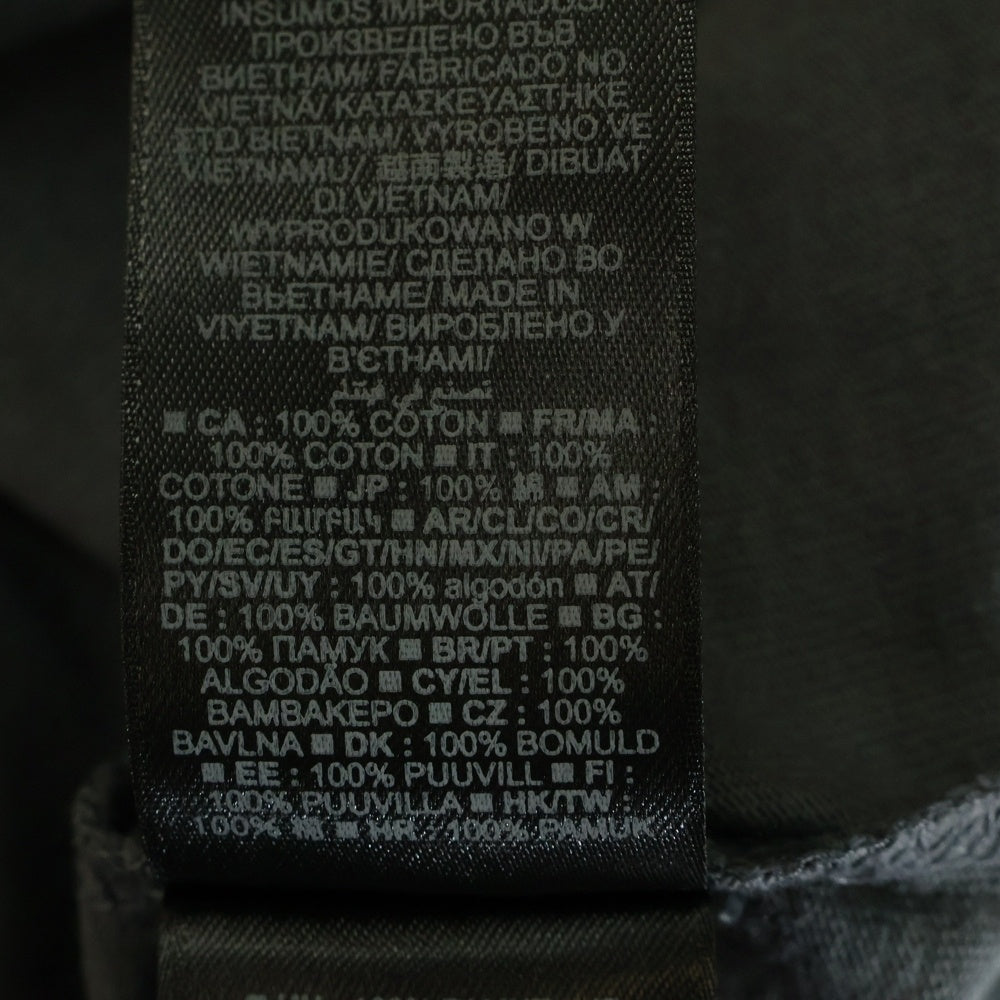 INSUMOS IMPORTADOS/
ПРОИЗВЕДЕНО ВЪВ
ВИЕТНАМ/ FABRICADO NO
VIETNÃ/ ΚΑΤΑΣΚΕΥΑΣΤΗΚΕ
ΣΤΟ ΒΙΕΤΝΑΜ/ VYROBENO VE
VIETNAMU/ 越南製造/ DIBUAT
DI VIETNAM/
WYPRODUKOWANO W
WIETNAMIE/ СДЕЛАНО ВО
ВЬЕТНАМЕ/ MADE IN
VIYETNAM/ ВИРОБЛЕНО У
В'ЄТНАМІ/
■ CA : 100% COTON ■ FR/MA :
100% COTON ■ IT : 100%
COTONE ■ JP : 100% 綿 ■ AM :
100% ԲԱՄԲԱԿ ■ AR/CL/CO/CR/
DO/EC/ES/GT/HN/MX/NI/PA/PE/
PY/SV/UY : 100% algodón ■ AT/
DE : 100% BAUMWOLLE ■ BG :
100% ПАМУК ■ BR/PT : 100%
ALGODÃO ■ CY/EL : 100%
ΒΑΜΒΑΚΕΡΟ ■ CZ : 100%
BAVLNA ■ DK : 100% BOMULD
■ EE : 100% PUUVILL ■ FI :
100% PUUVILLA ■ HK/TW :
100% 棉 ■ HR : 100% PAMUK